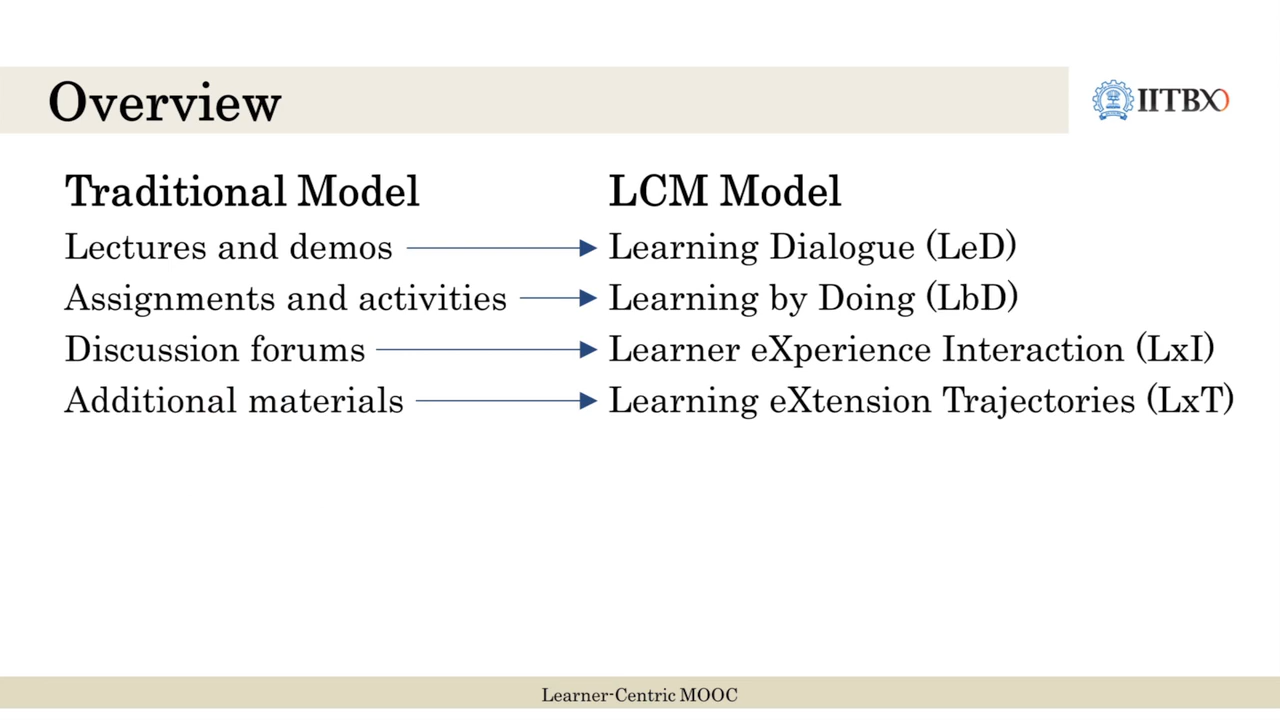 Overview
IITBX
Traditional Model
LCM Model
Lectures and demos
Learning Dialogue (LeD)
Assignments and activities
Learning by Doing (LbD)
Discussion forums
Learner eXperience Interaction (LxI)
Additional materials
Learning eXtension Trajectories (LxT)
Learner-Centric MOOC